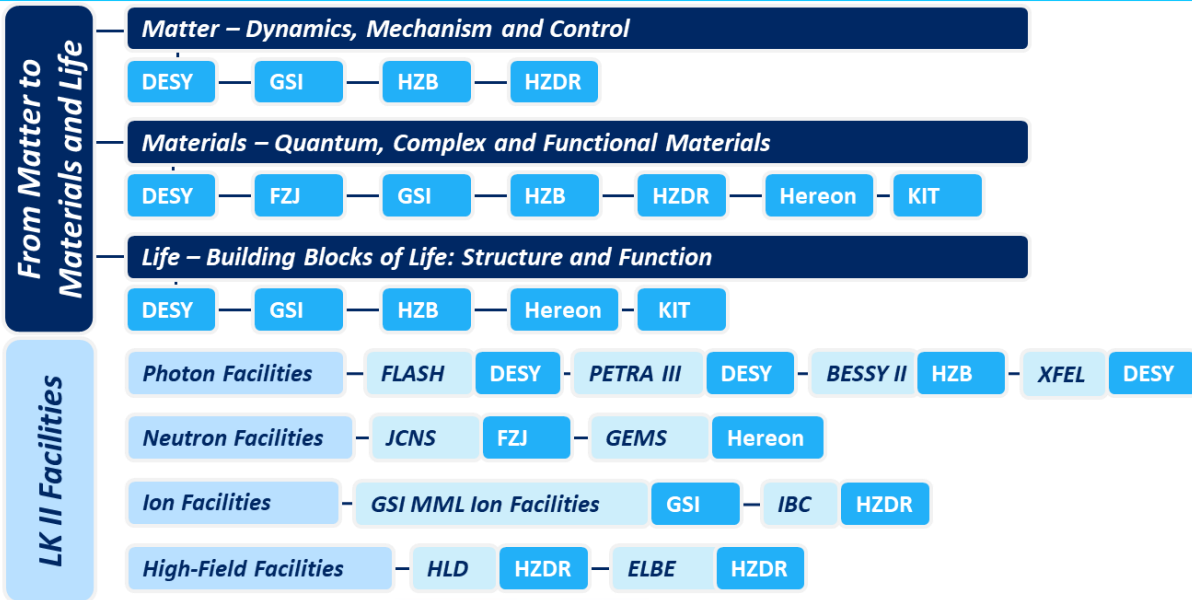 From Matter to
Materials and Life
Matter – Dynamics, Mechanism and Control
DESY GSI HZB HZDR
Materials – Quantum, Complex and Functional Materials
DESY FZJ GSI HZB HZDR Hereon KIT
Life – Building Blocks of Life: Structure and Function
DESY GSI HZB Hereon KIT
LK II Facilities
Photon Facilities FLASH DESY PETRA III DESY BESSY II HZB XFEL DESY
Neutron Facilities JCNS FZJ GEMS Hereon
Ion Facilities GSI MML Ion Facilities GSI IBC HZDR
High-Field Facilities HLD HZDR ELBE HZDR